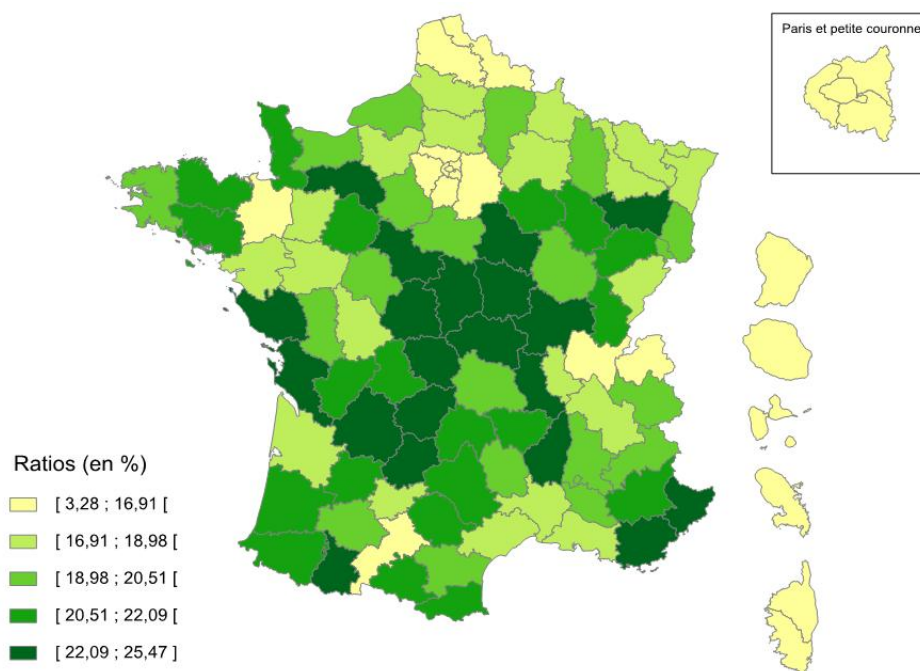 Paris et petite couronne
Ratios (en %)
[ 3,28 ; 16,91 [
[ 16,91 ; 18,98 [
[ 18,98 ; 20,51 [
[ 20,51 ; 22,09 [
[ 22,09 ; 25,47 ]